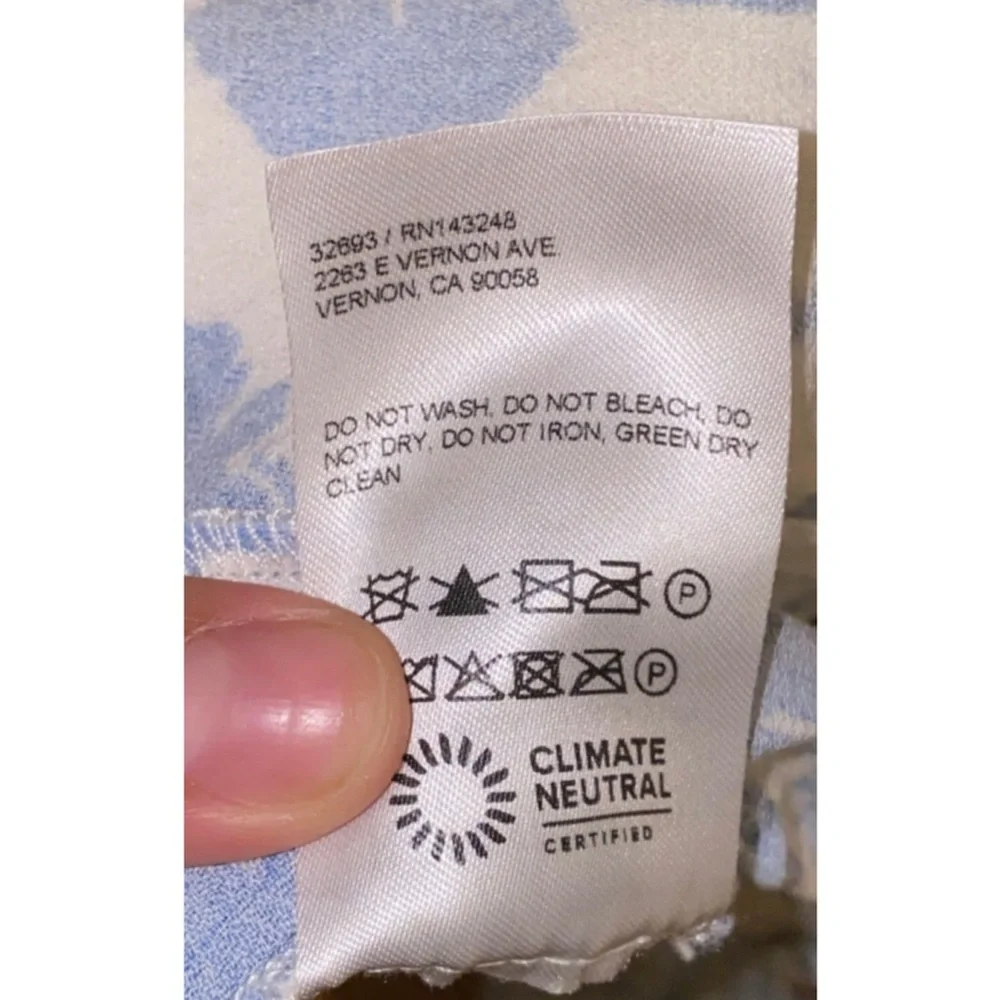 32693 / RN143248
2263 E VERNON AVE.
VERNON, CA 90058
DO NOT WASH, DO NOT BLEACH, DO
NOT DRY, DO NOT IRON, GREEN DRY
CLEAN
P
P
CLIMATE
NEUTRAL
CERTIFIED